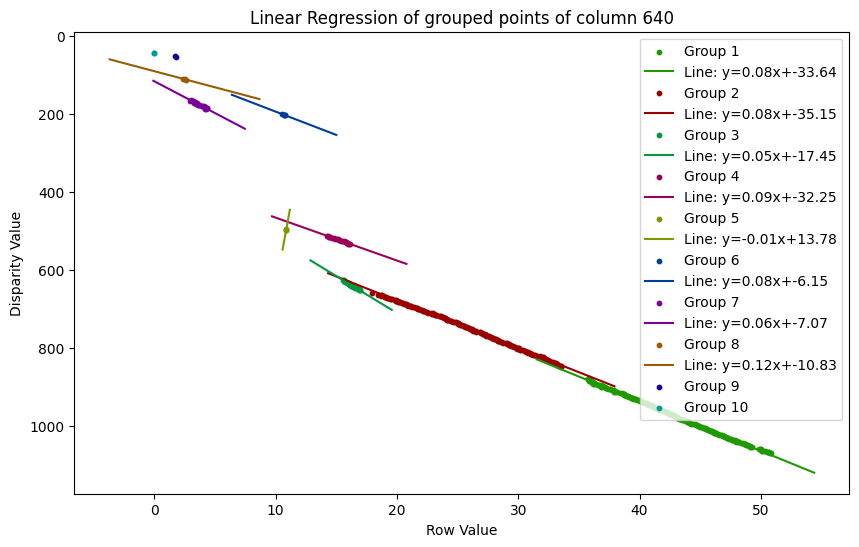 Linear Regression of grouped points of column 640
Disparity Value
0
200
400
600
800
1000
Group 1
Line: y=0.08x+-33.64
Group 2
Line: y=0.08x+-35.15
Group 3
Line: y=0.05x+-17.45
Group 4
Line: y=0.09x+-32.25
Group 5
Line: y=-0.01x+13.78
Group 6
Line: y=0.08x+-6.15
Group 7
Line: y=0.06x+-7.07
Group 8
Line: y=0.12x+-10.83
Group 9
Group 10
0 10 20 30 40 50
Row Value